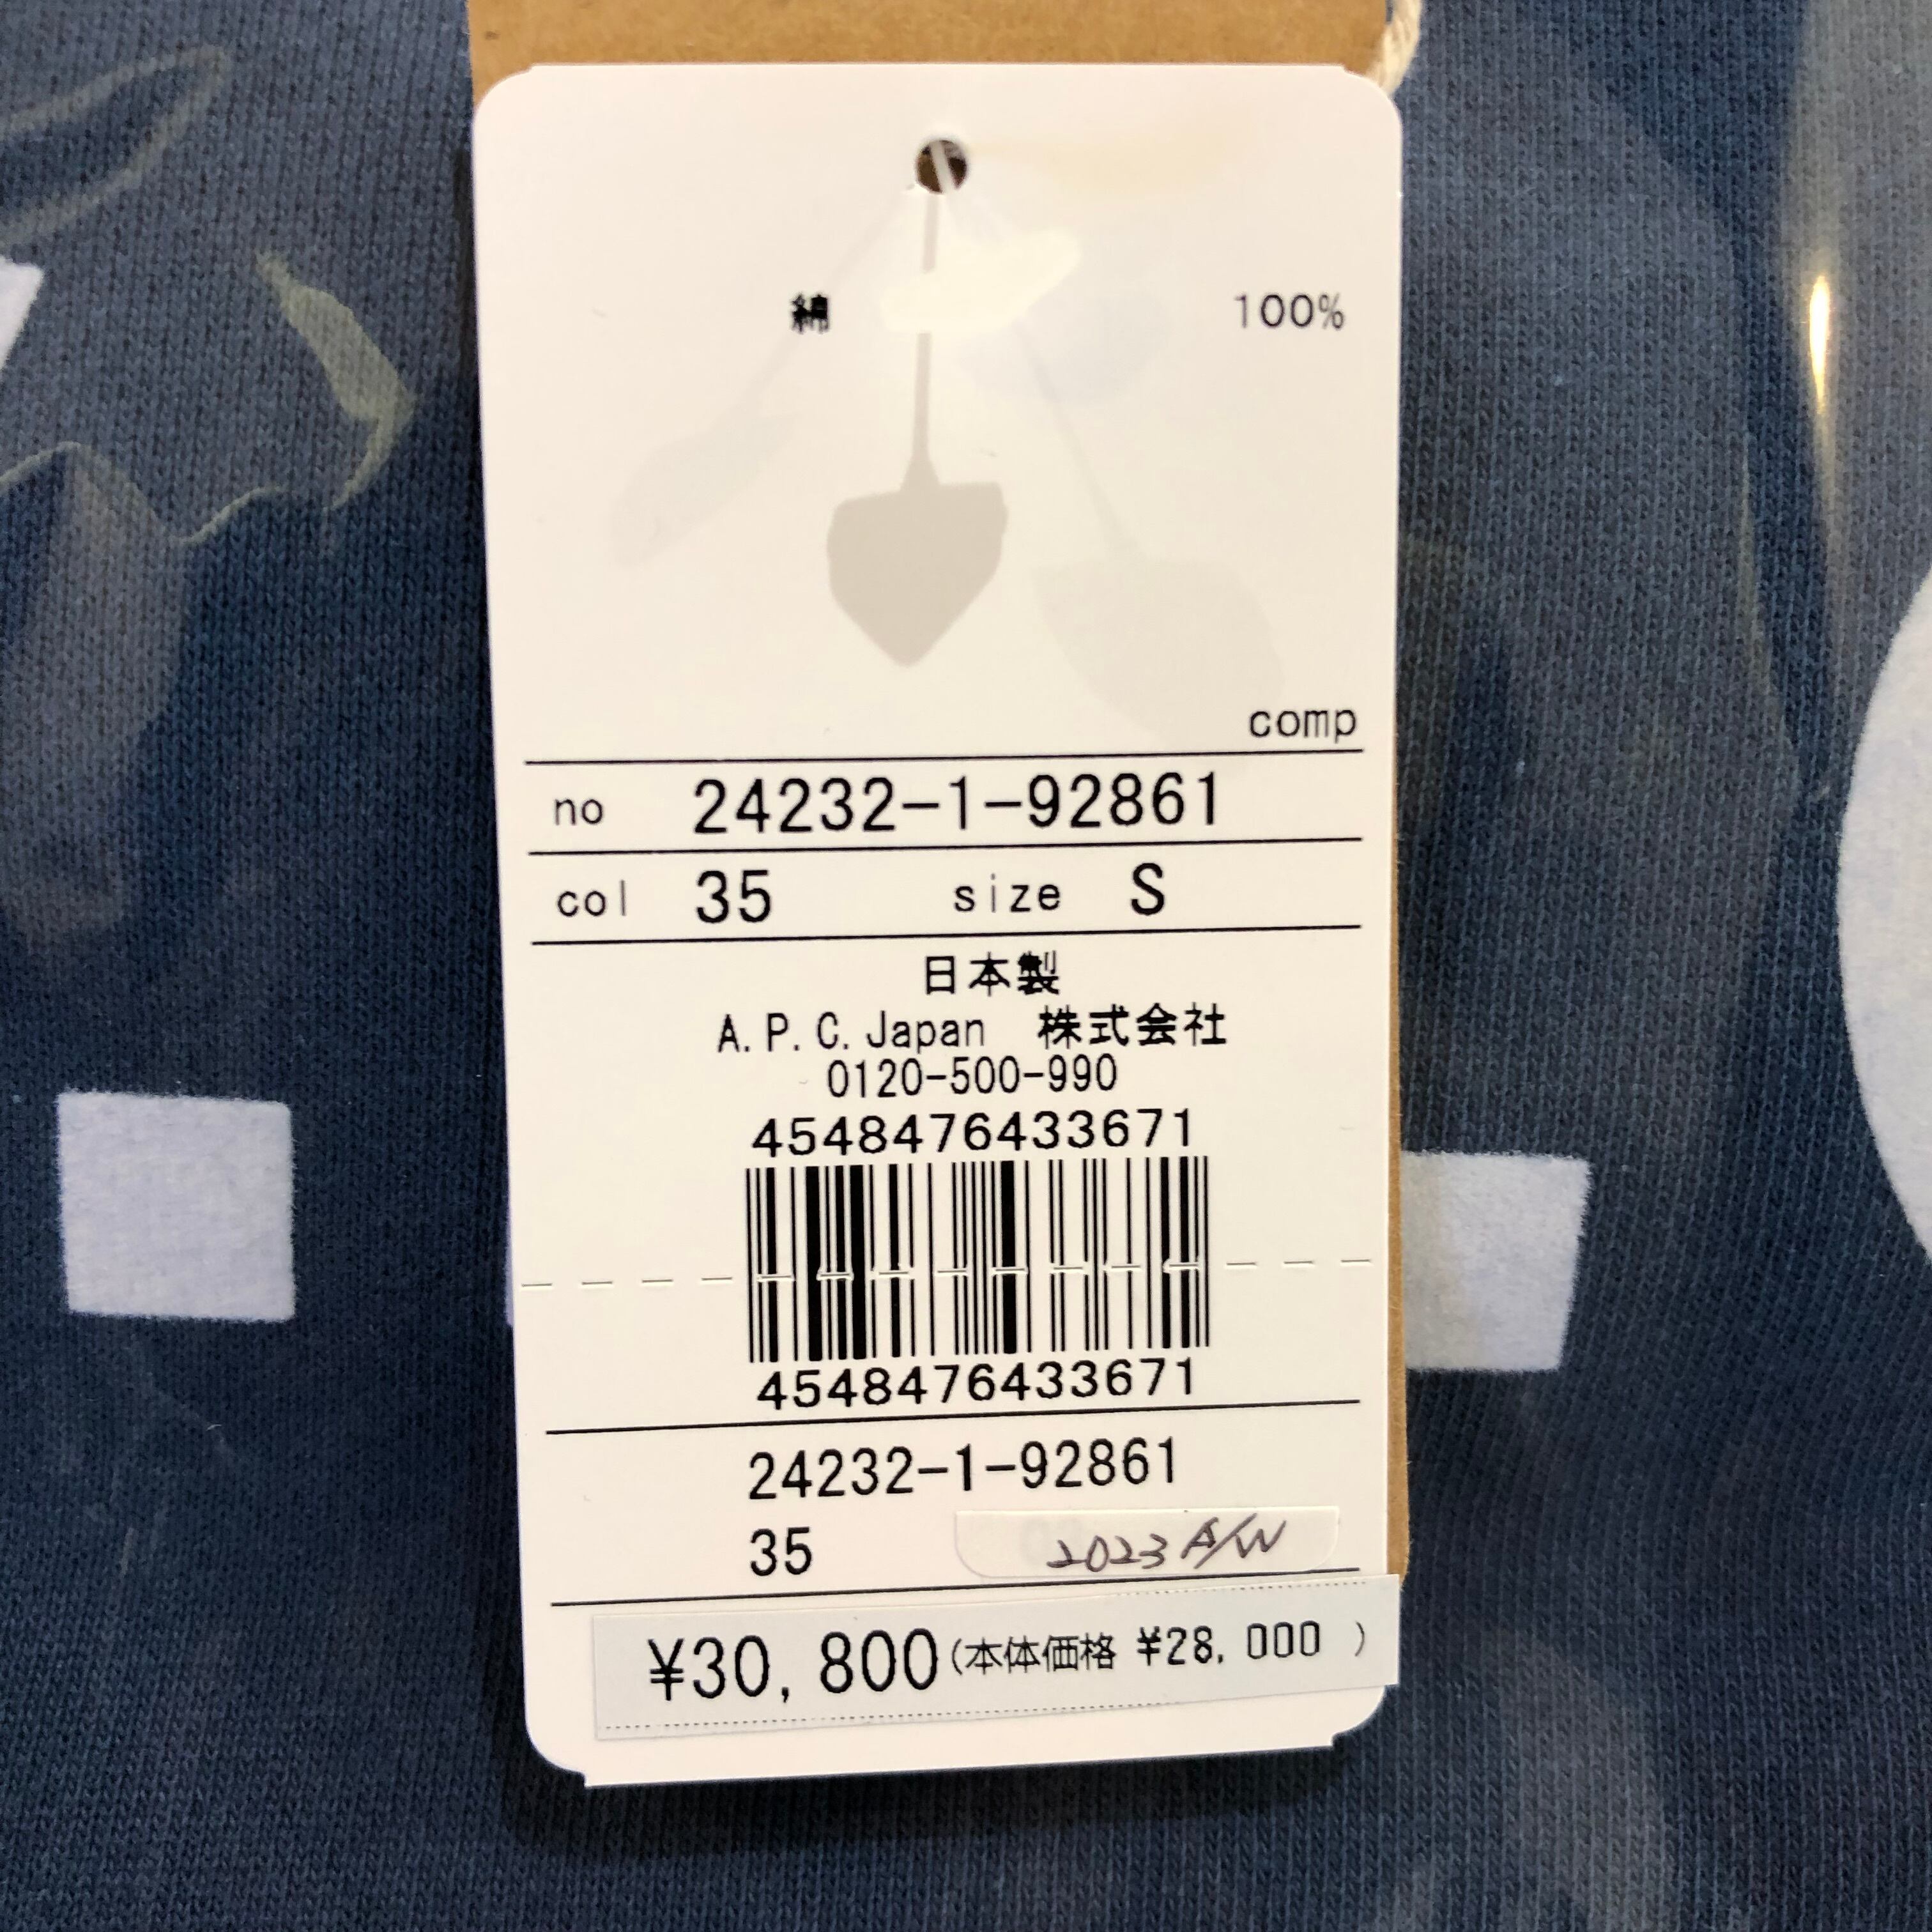 綿 100%
comp
no 24232-1-92861
col 35 size S
日本製
A.P.C.Japan 株式会社
0120-500-990
4548476433671
4548476433671
24232-1-92861
35 2023 A/W
¥30,800(本体価格 ¥28,000 )